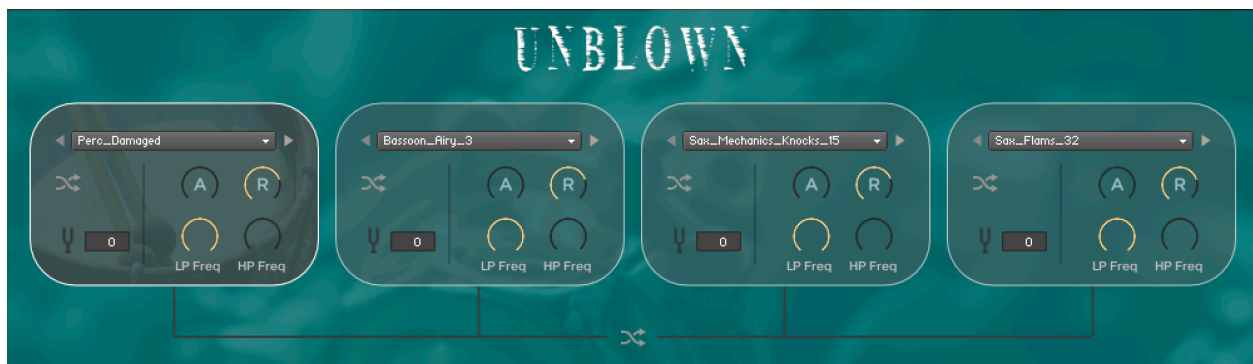 UNBLOWN
Perc_Damaged
Bassoon_Airy_3
Sax_Mechanics_Knocks_15
Sax_Flams_32
A R
A R
A R
A R
0
0
0
0
LP Freq HP Freq
LP Freq HP Freq
LP Freq HP Freq
LP Freq HP Freq